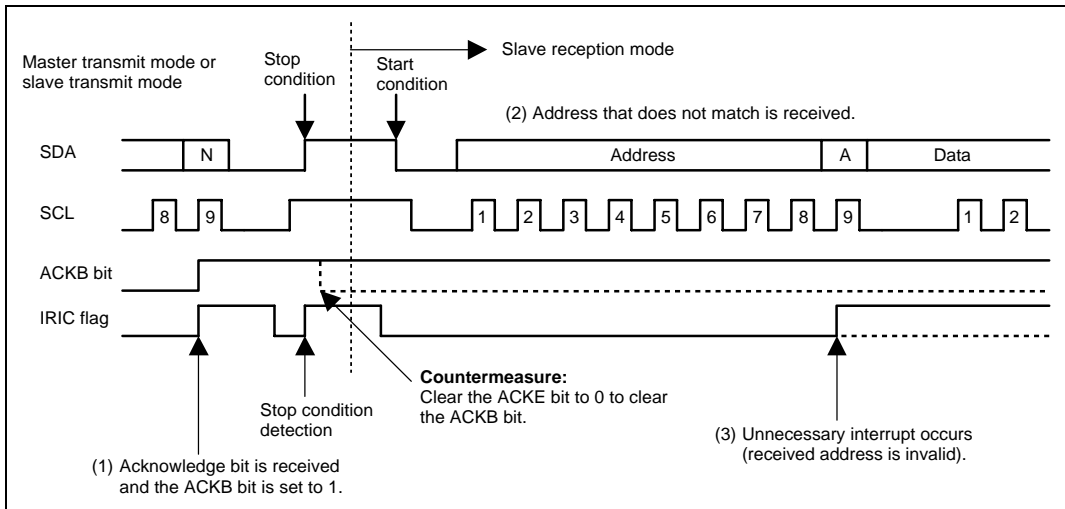 Slave reception mode
Master transmit mode or
slave transmit mode
Stop
condition
Start
condition
(2) Address that does not match is received.
SDA
N
Address
A
Data
SCL
8
9
1
2
3
4
5
6
7
8
9
1
2
ACKB bit
IRIC flag
Countermeasure:
Clear the ACKE bit to 0 to clear
the ACKB bit.
Stop condition
detection
(3) Unnecessary interrupt occurs
(received address is invalid).
(1) Acknowledge bit is received
and the ACKB bit is set to 1.